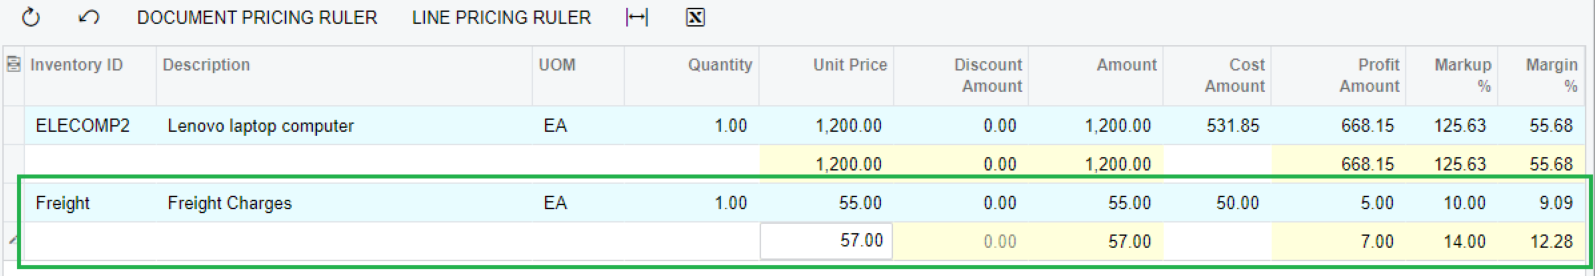 DOCUMENT PRICING RULER LINE PRICING RULER
Inventory ID Description UOM Quantity Unit Price Discount Amount Amount Cost Amount Profit Amount Markup % Margin %
ELECOMP2 Lenovo laptop computer EA 1.00 1,200.00 0.00 1,200.00 531.85 668.15 125.63 55.68
1,200.00 0.00 1,200.00 668.15 125.63 55.68
Freight Freight Charges EA 1.00 55.00 0.00 55.00 50.00 5.00 10.00 9.09
57.00 0.00 57.00 7.00 14.00 12.28